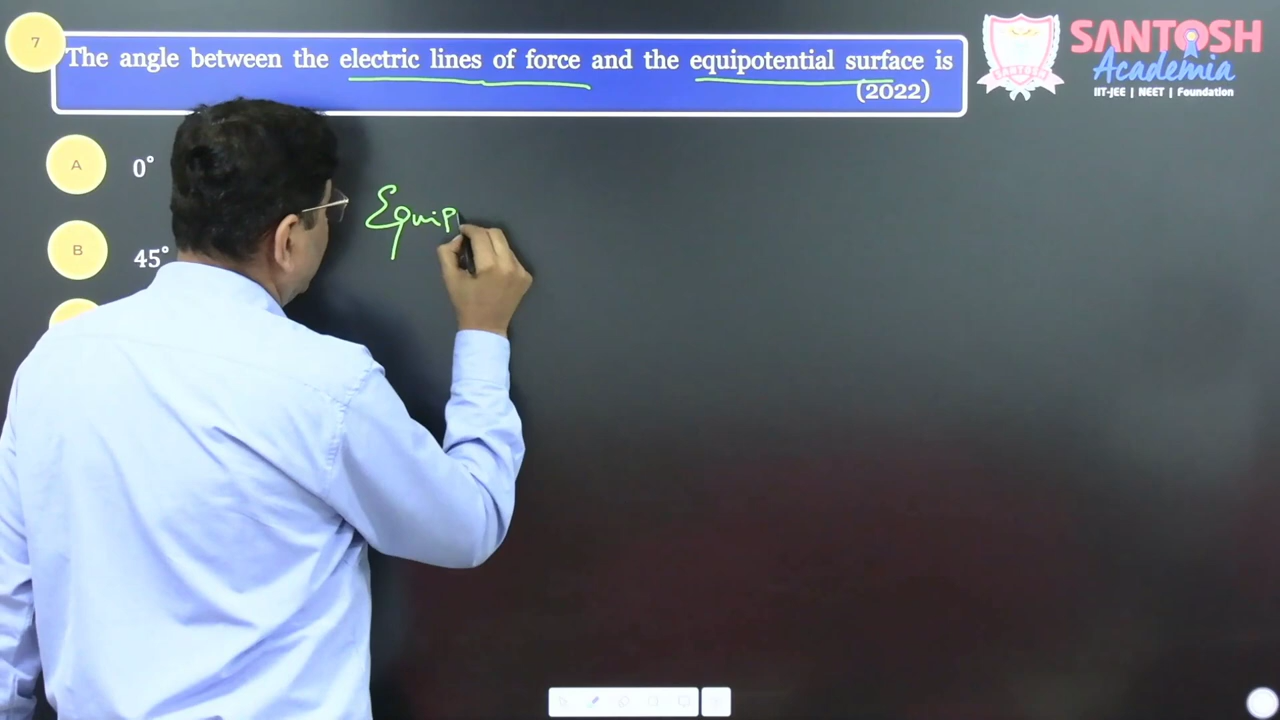 7
The angle between the electric lines of force and the equipotential surface is
(2022)
SANTOSH
Academia
IIT-JEE | NEET | Foundation
A
0°
Equip
B
45°